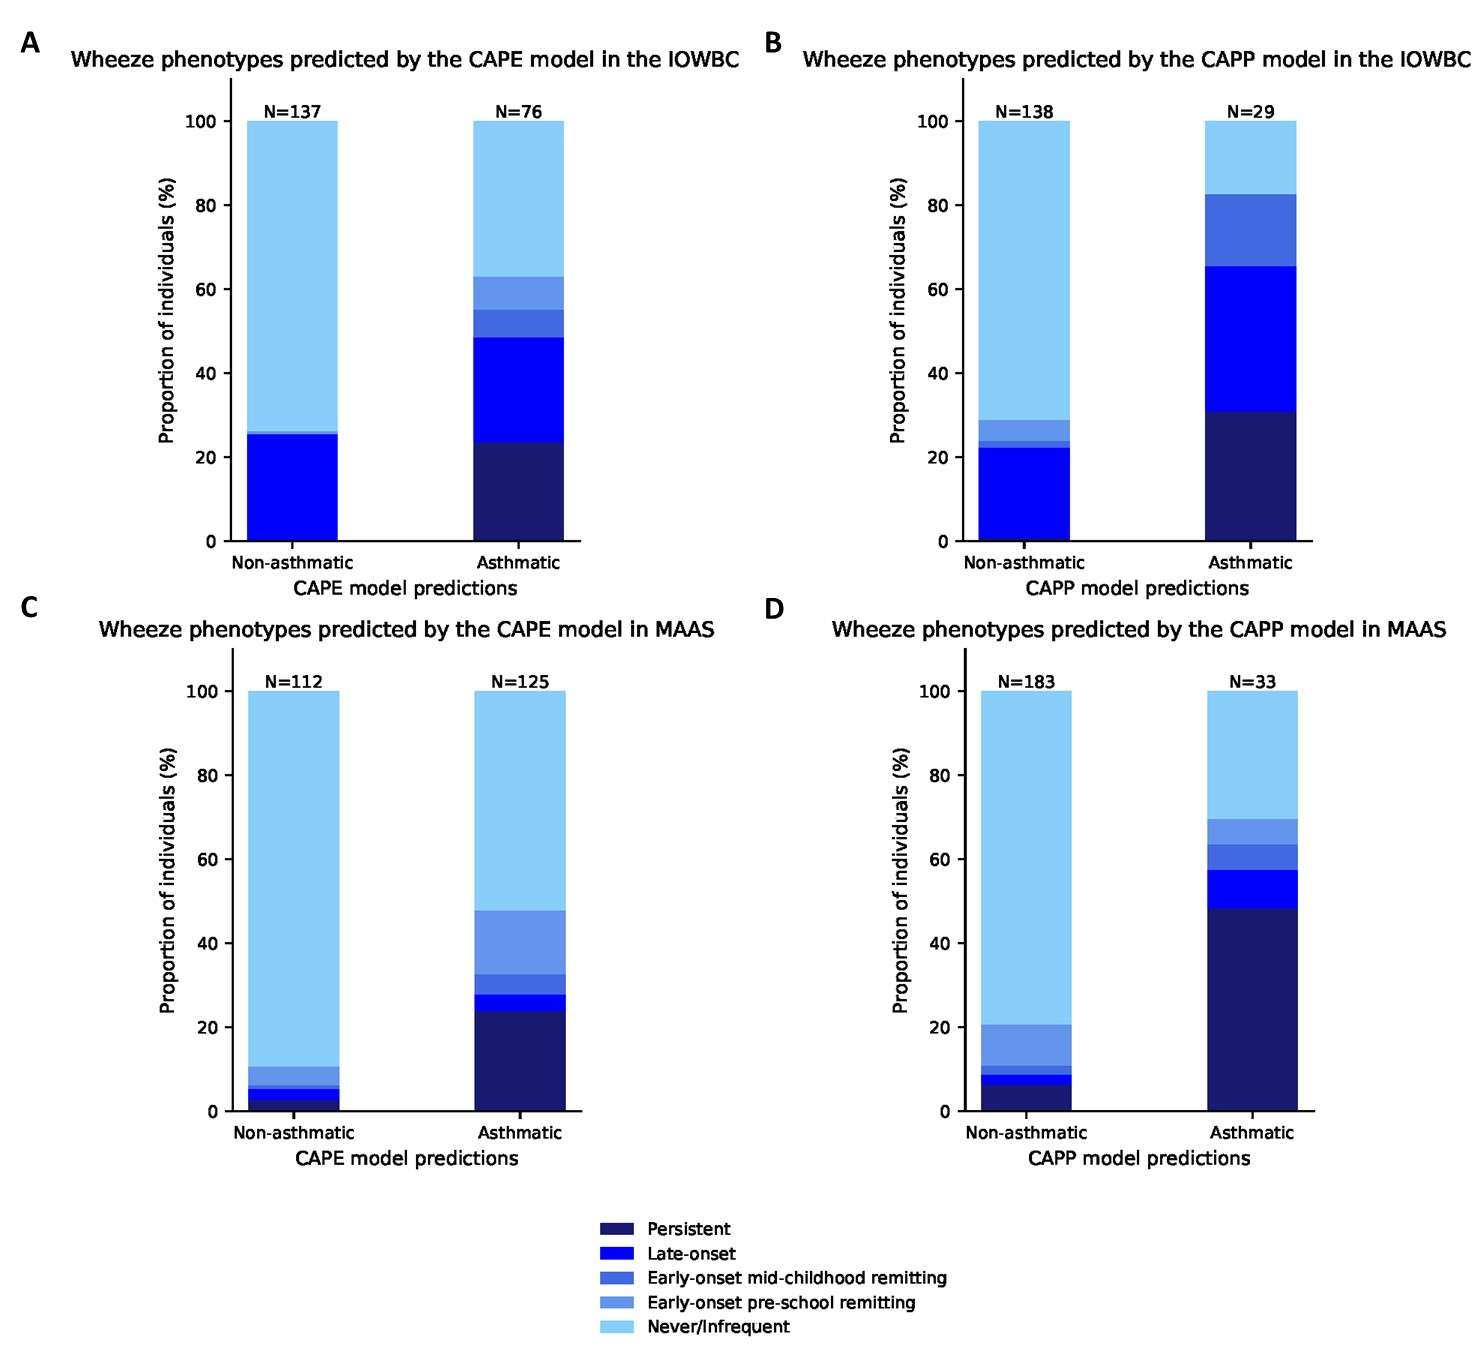 A
Wheeze phenotypes predicted by the CAPE model in the IOWBC
N=137
N=76
100
80
60
40
20
0
Proportion of individuals (%)
Non-asthmatic
Asthmatic
CAPE model predictions
B
Wheeze phenotypes predicted by the CAPP model in the IOWBC
N=138
N=29
100
80
60
40
20
0
Proportion of individuals (%)
Non-asthmatic
Asthmatic
CAPP model predictions
C
Wheeze phenotypes predicted by the CAPE model in MAAS
N=112
N=125
100
80
60
40
20
0
Proportion of individuals (%)
Non-asthmatic
Asthmatic
CAPE model predictions
D
Wheeze phenotypes predicted by the CAPP model in MAAS
N=183
N=33
100
80
60
40
20
0
Proportion of individuals (%)
Non-asthmatic
Asthmatic
CAPP model predictions
Persistent
Late-onset
Early-onset mid-childhood remitting
Early-onset pre-school remitting
Never/Infrequent